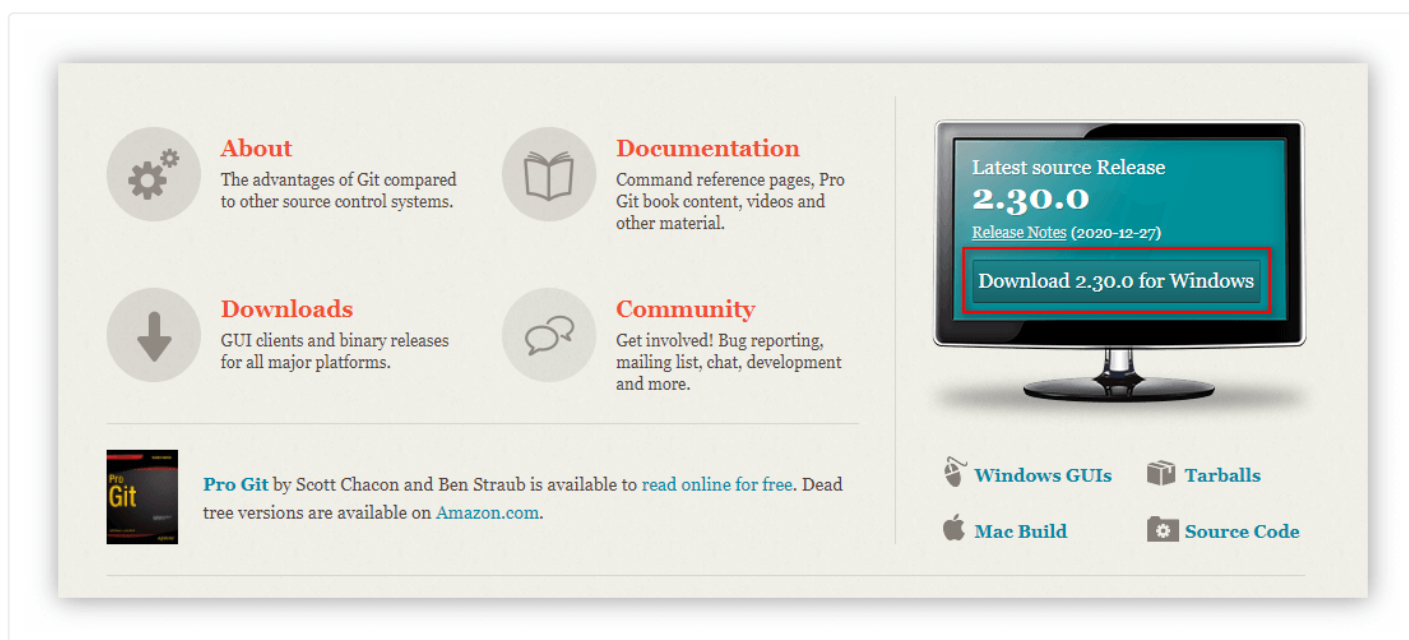 About
The advantages of Git compared
to other source control systems.
Documentation
Command reference pages, Pro
Git book content, videos and
other material.
Downloads
GUI clients and binary releases
for all major platforms.
Community
Get involved! Bug reporting,
mailing list, chat, development
and more.
Pro
Git
Pro Git by Scott Chacon and Ben Straub is available to read online for free. Dead
tree versions are available on Amazon.com.
Latest source Release
2.30.0
Release Notes (2020-12-27)
Download 2.30.0 for Windows
Windows GUIs
Tarballs
Mac Build
Source Code